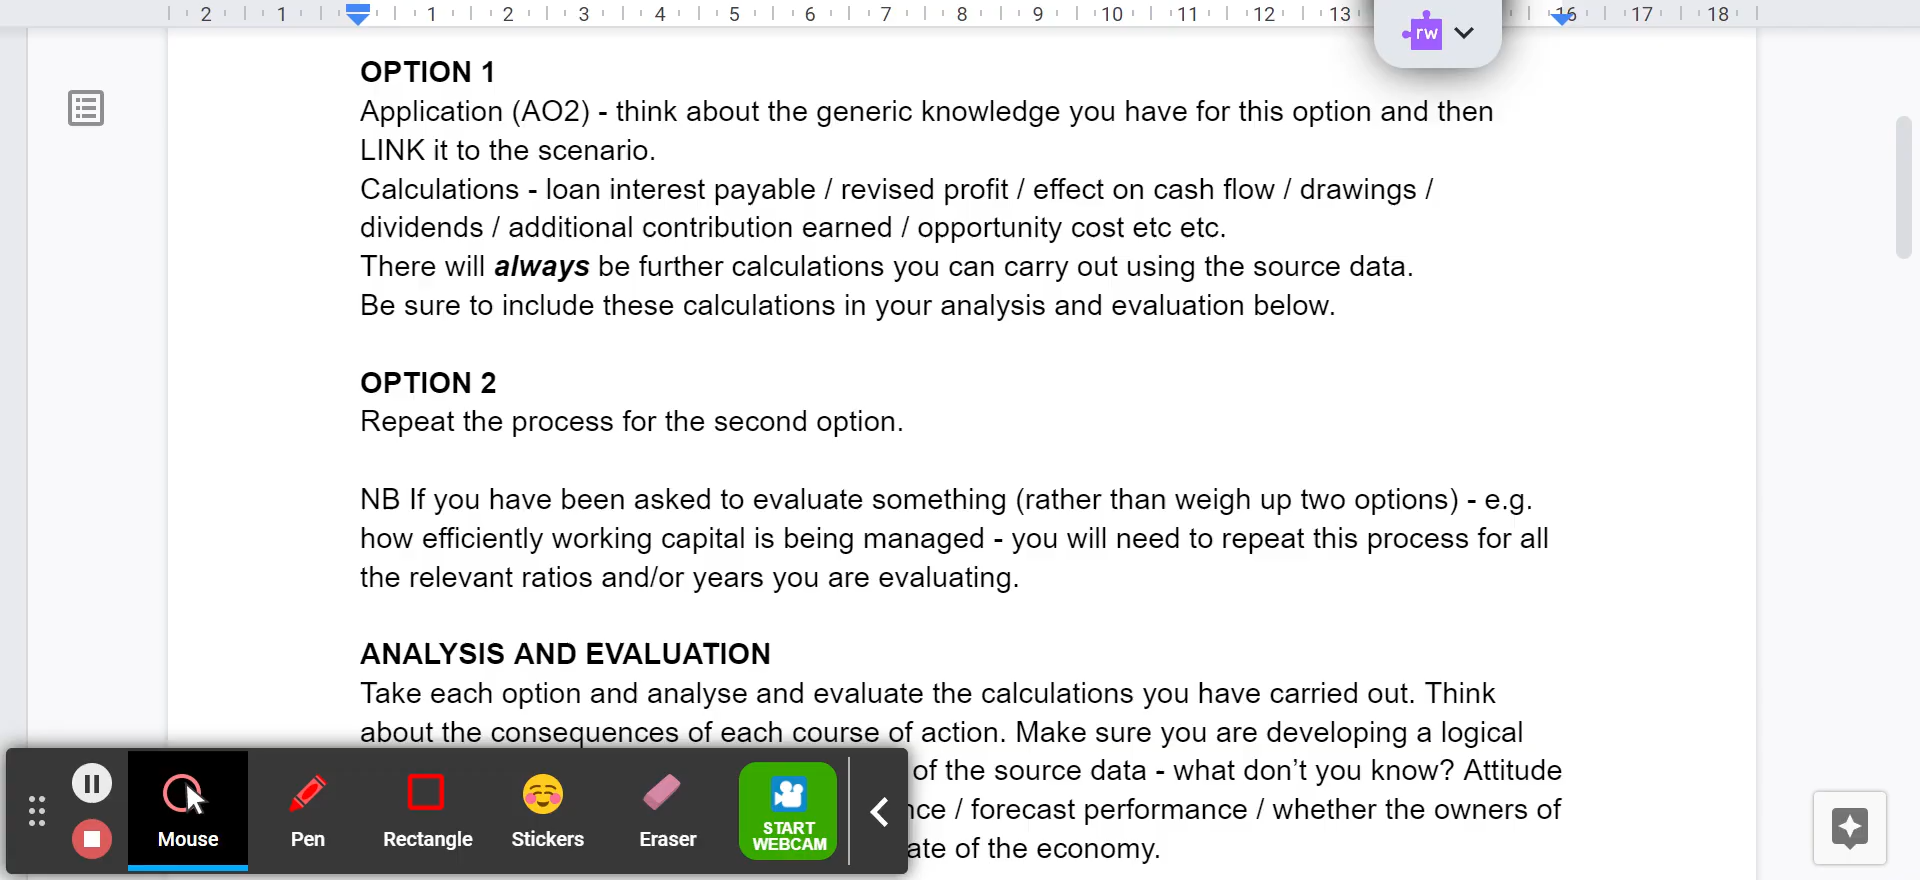 2 1 1 2 3 4 5 6 7 8 9 10 11 12 13 16 17 18
rw
OPTION 1
Application (AO2) - think about the generic knowledge you have for this option and then
LINK it to the scenario.
Calculations - loan interest payable / revised profit / effect on cash flow / drawings /
dividends / additional contribution earned / opportunity cost etc etc.
There will always be further calculations you can carry out using the source data.
Be sure to include these calculations in your analysis and evaluation below.
OPTION 2
Repeat the process for the second option.
NB If you have been asked to evaluate something (rather than weigh up two options) - e.g.
how efficiently working capital is being managed - you will need to repeat this process for all
the relevant ratios and/or years you are evaluating.
ANALYSIS AND EVALUATION
Take each option and analyse and evaluate the calculations you have carried out. Think
about the consequences of each course of action. Make sure you are developing a logical
of the source data - what don't you know? Attitude
/ forecast performance / whether the owners of
of the economy.
Mouse
Pen
Rectangle
Stickers
Eraser
START
WEBCAM